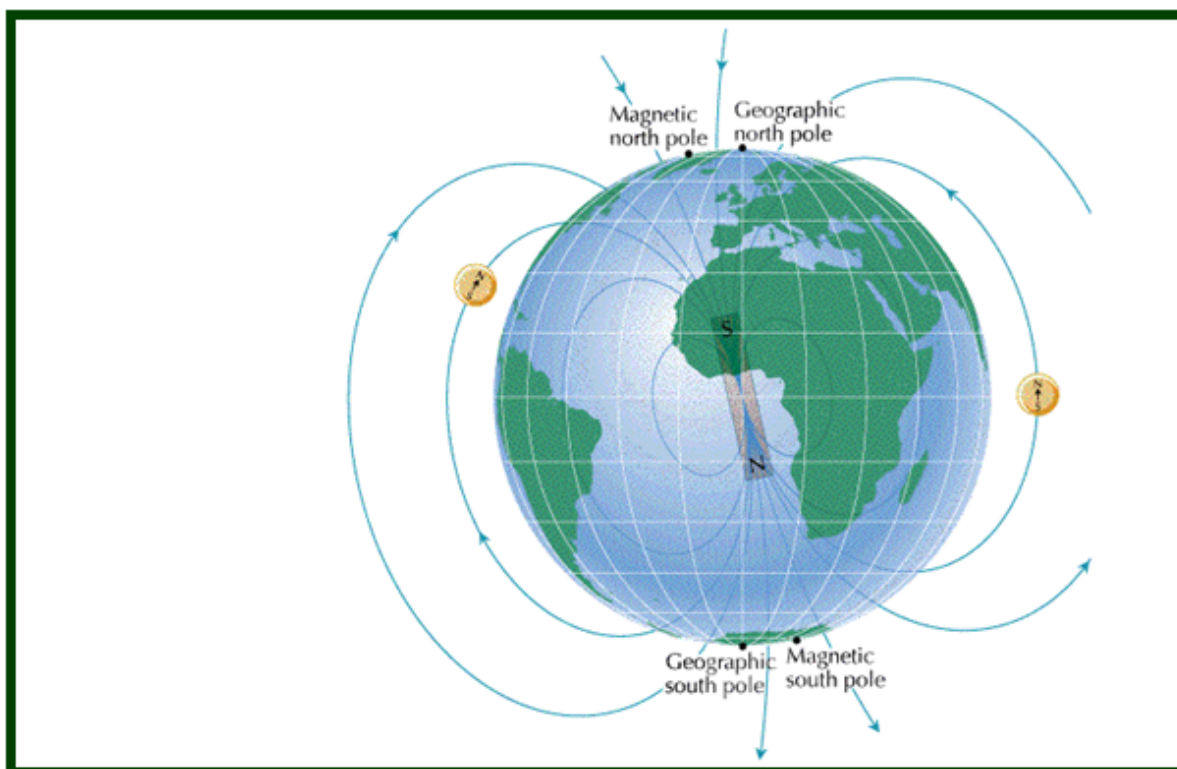 Magnetic
north pole
Geographic
north pole
N
S
S
N
S
N
Geographic
south pole
Magnetic
south pole